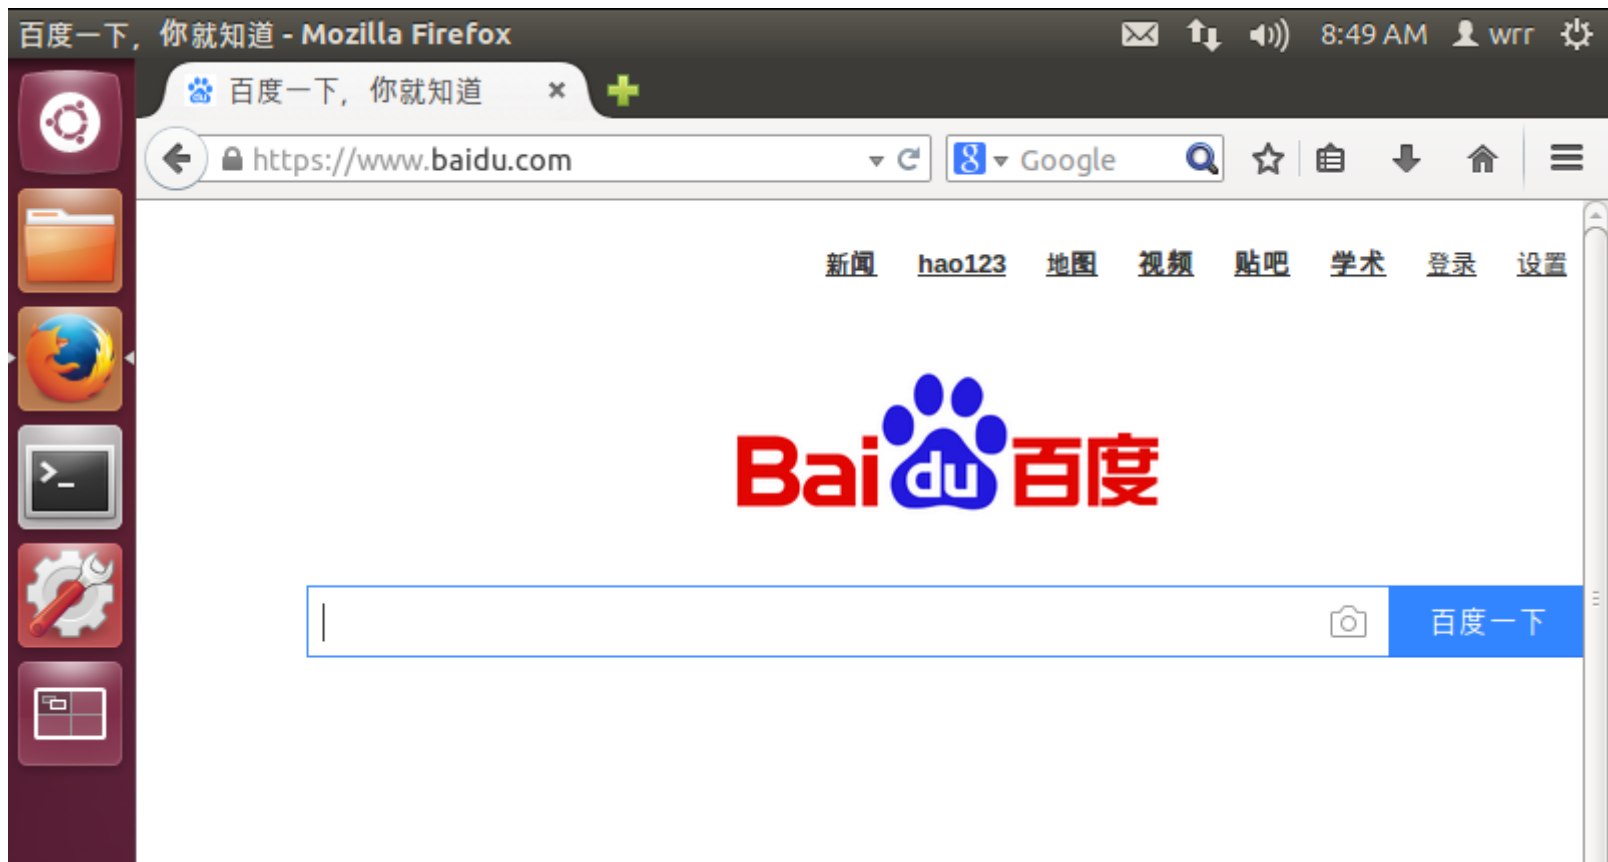 百度一下，你就知道 - Mozilla Firefox 8:49 AM wrr
百度一下，你就知道
https://www.baidu.com 8 Google
新闻 hao123 地图 视频 贴吧 学术 登录 设置
Bai du 百度
百度一下